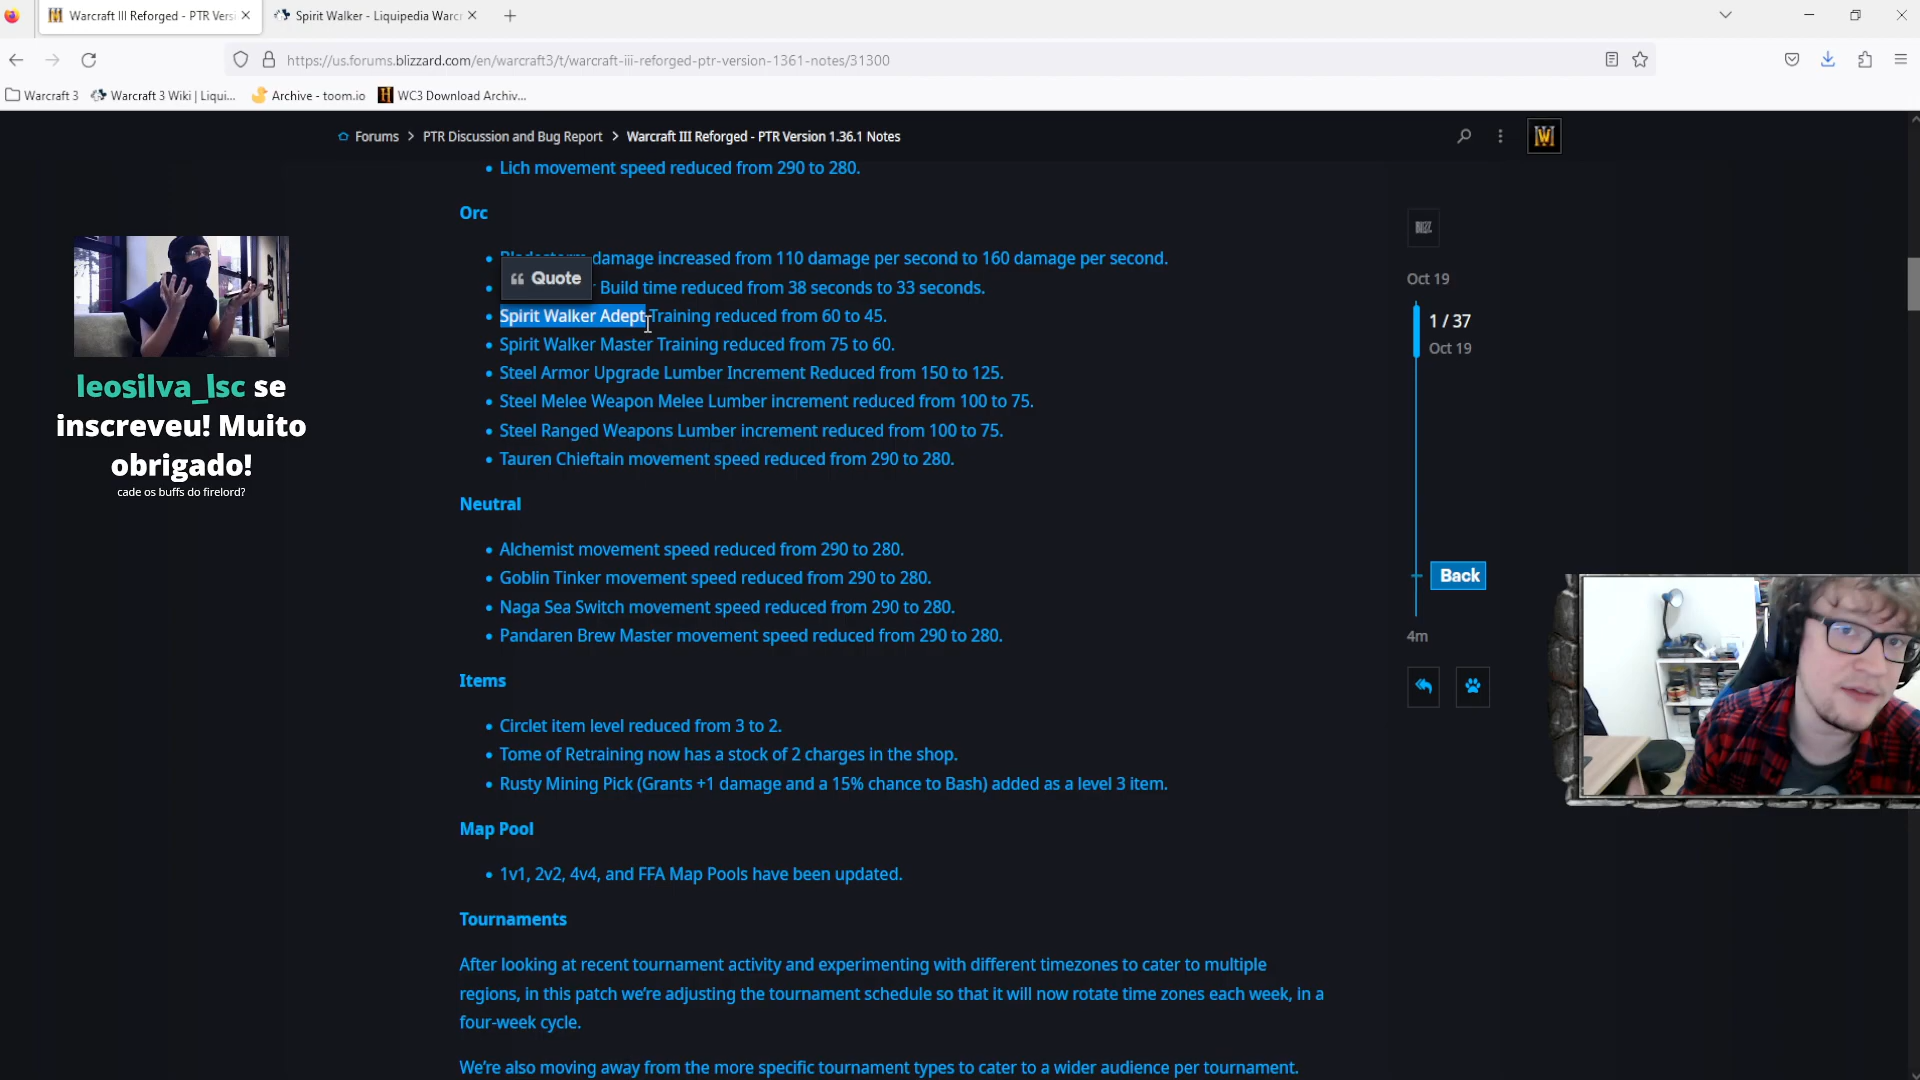 Warcraft III Reforged - PTR Versi
Spirit Walker - Liquipedia Warcr
https://us.forums.blizzard.com/en/warcraft3/t/warcraft-iii-reforged-ptr-version-1361-notes/31300
Warcraft 3
Warcraft 3 Wiki | Liqui...
Archive - toom.io
WC3 Download Archiv...
Forums > PTR Discussion and Bug Report > Warcraft III Reforged - PTR Version 1.36.1 Notes
• Lich movement speed reduced from 290 to 280.
Orc
• damage increased from 110 damage per second to 160 damage per second.
Quote
• Build time reduced from 38 seconds to 33 seconds.
• Spirit Walker Adept Training reduced from 60 to 45.
• Spirit Walker Master Training reduced from 75 to 60.
• Steel Armor Upgrade Lumber Increment Reduced from 150 to 125.
• Steel Melee Weapon Melee Lumber increment reduced from 100 to 75.
• Steel Ranged Weapons Lumber increment reduced from 100 to 75.
• Tauren Chieftain movement speed reduced from 290 to 280.
Neutral
• Alchemist movement speed reduced from 290 to 280.
• Goblin Tinker movement speed reduced from 290 to 280.
• Naga Sea Switch movement speed reduced from 290 to 280.
• Pandaren Brew Master movement speed reduced from 290 to 280.
Items
• Circlet item level reduced from 3 to 2.
• Tome of Retraining now has a stock of 2 charges in the shop.
• Rusty Mining Pick (Grants +1 damage and a 15% chance to Bash) added as a level 3 item.
Map Pool
• 1v1, 2v2, 4v4, and FFA Map Pools have been updated.
Tournaments
After looking at recent tournament activity and experimenting with different timezones to cater to multiple
regions, in this patch we're adjusting the tournament schedule so that it will now rotate time zones each week, in a
four-week cycle.
We're also moving away from the more specific tournament types to cater to a wider audience per tournament.
leosilva_lsc se
inscreveu! Muito
obrigado!
cade os buffs do firelord?
Oct 19
1 / 37
Oct 19
Back
4m